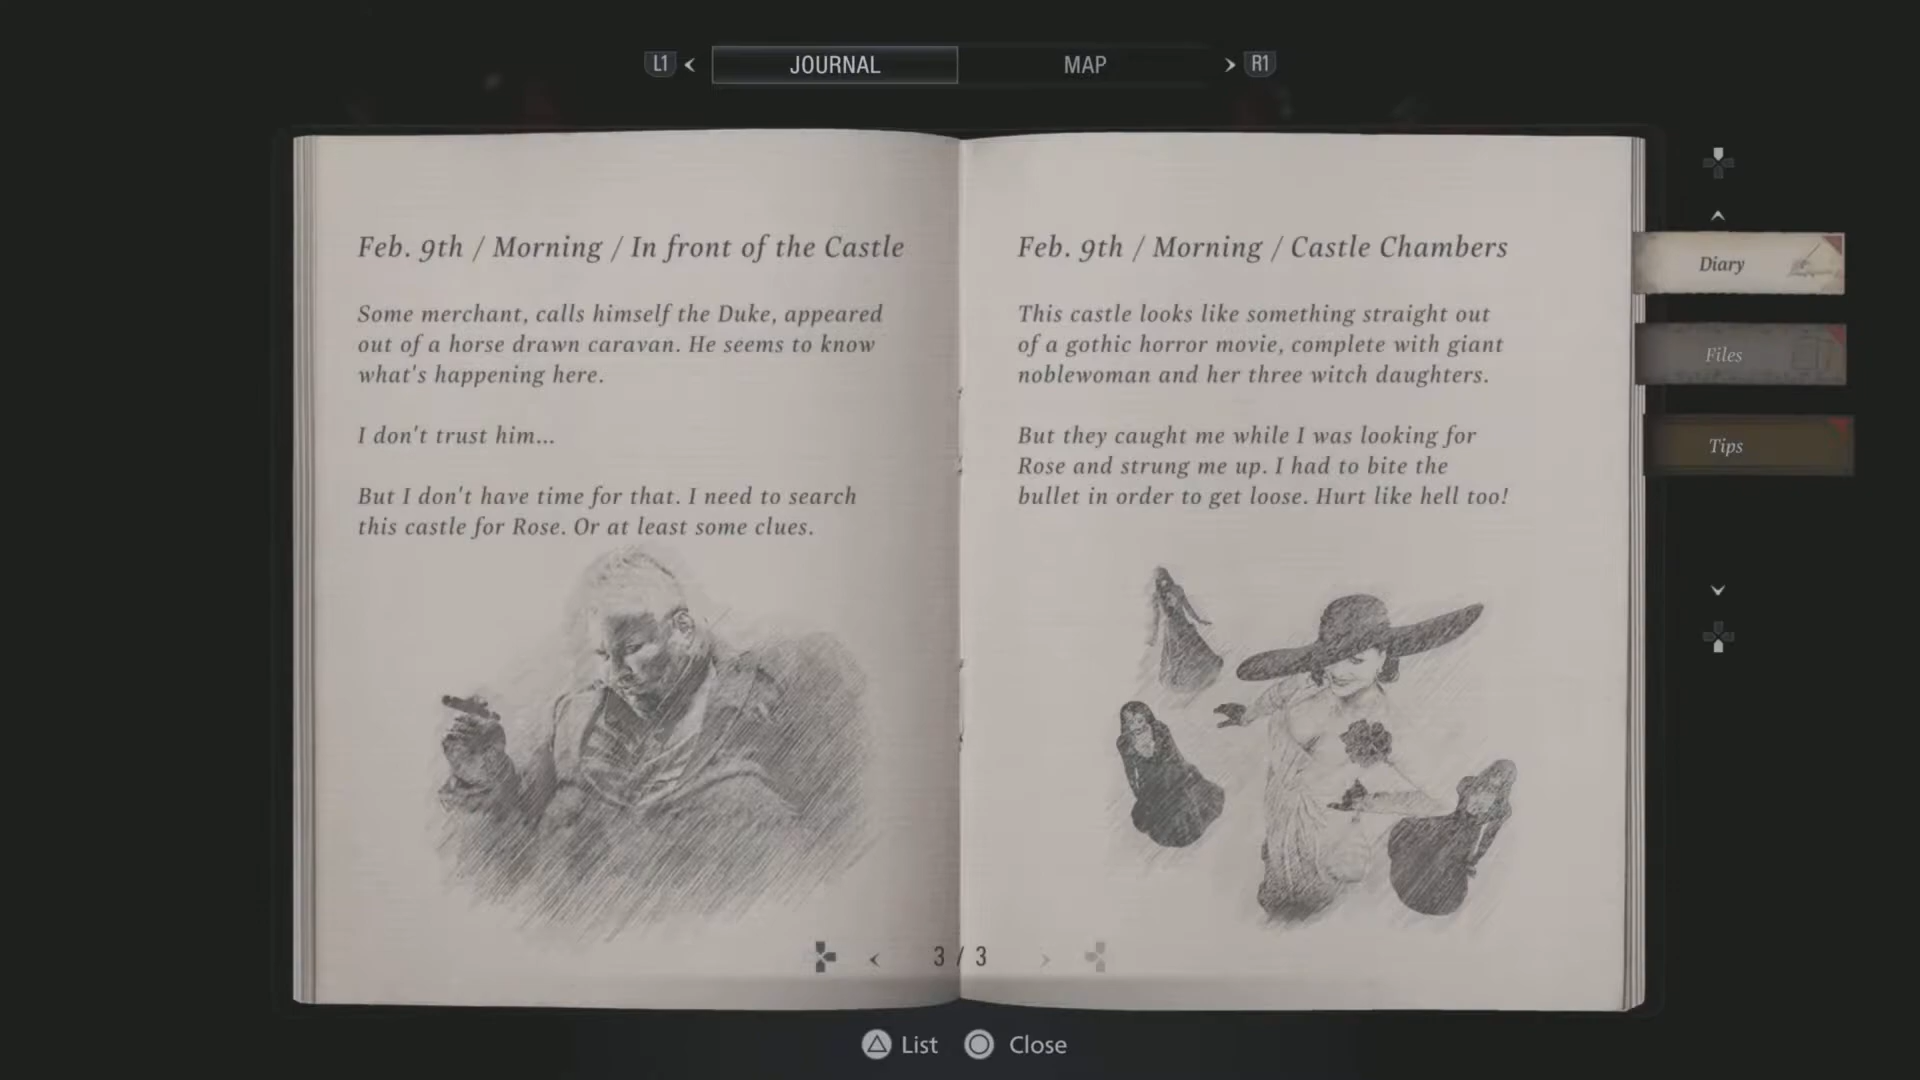 L1 JOURNAL MAP R1
Feb. 9th / Morning / In front of the Castle
Some merchant, calls himself the Duke, appeared
out of a horse drawn caravan. He seems to know
what's happening here.
I don't trust him...
But I don't have time for that. I need to search
this castle for Rose. Or at least some clues.
Feb. 9th / Morning / Castle Chambers
This castle looks like something straight out
of a gothic horror movie, complete with giant
noblewoman and her three witch daughters.
But they caught me while I was looking for
Rose and strung me up. I had to bite the
bullet in order to get loose. Hurt like hell too!
Diary
Files
Tips
3 / 3
List Close